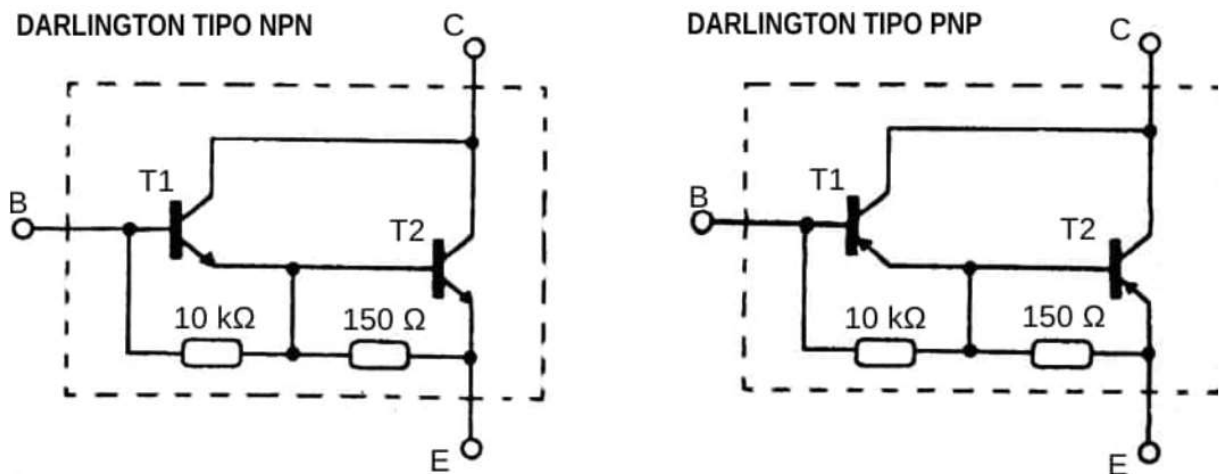 DARLINGTON TIPO NPN
C
T1
B
T2
10 kΩ
150 Ω
E
DARLINGTON TIPO PNP
C
T1
B
T2
10 kΩ
150 Ω
E